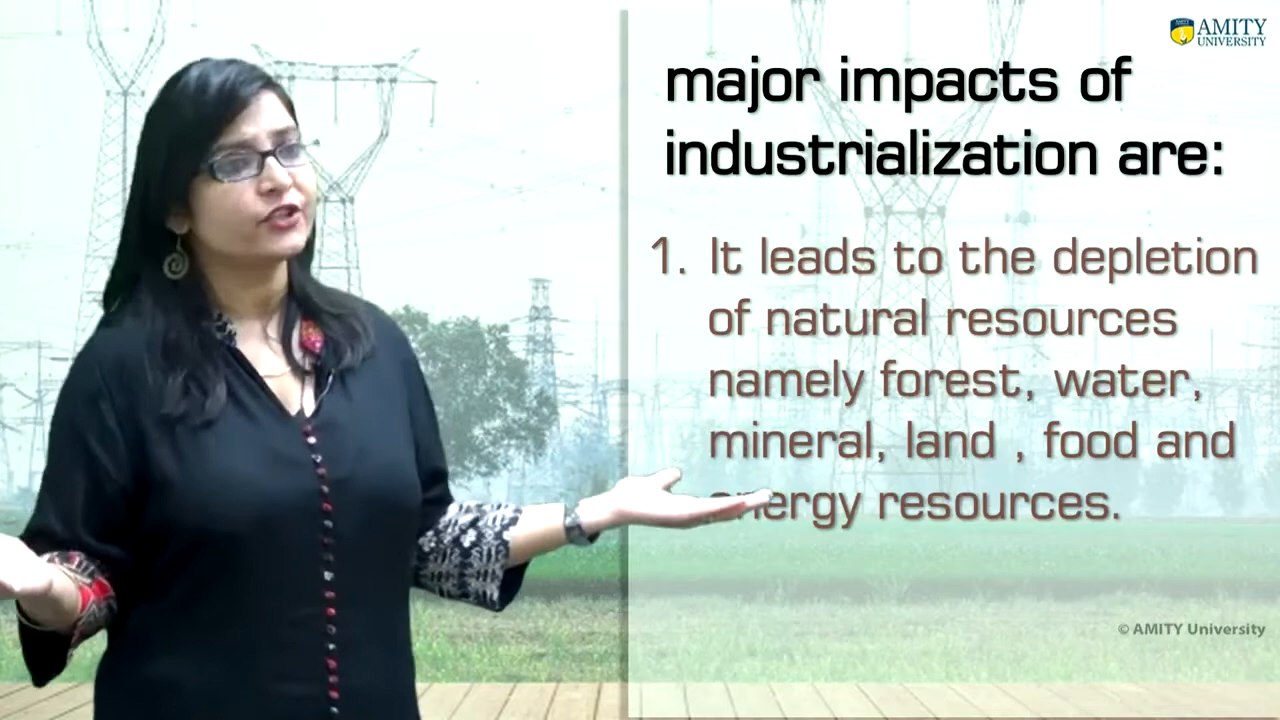 AMITY
UNIVERSITY
major impacts of
industrialization are:
1. It leads to the depletion
of natural resources
namely forest, water,
mineral, land , food and
energy resources.
© AMITY University